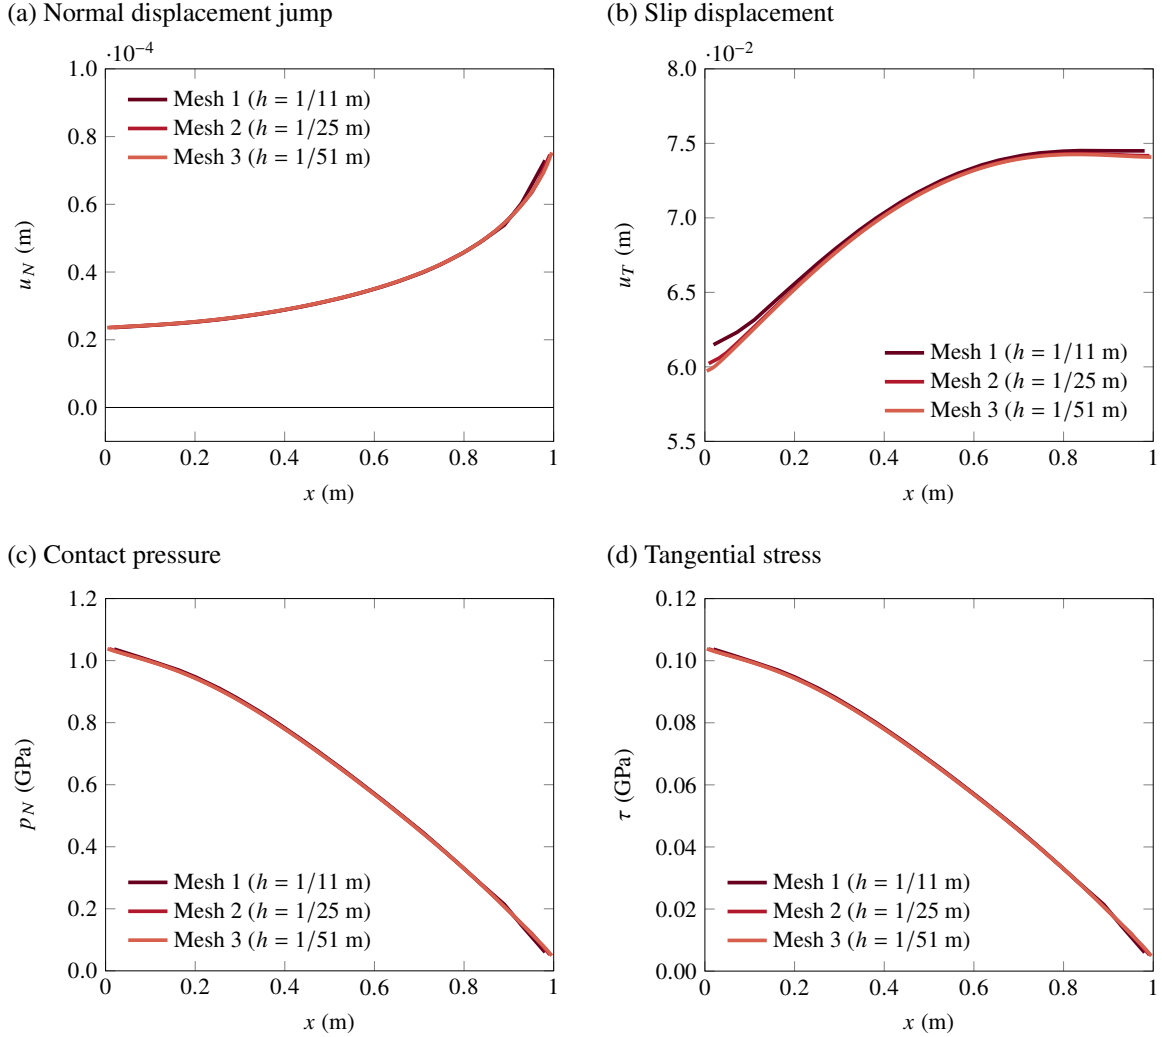 (a) Normal displacement jump
·10⁻⁴
1.0
0.8
0.6
0.4
0.2
0.0
u_N (m)
Mesh 1 (h = 1/11 m)
Mesh 2 (h = 1/25 m)
Mesh 3 (h = 1/51 m)
0 0.2 0.4 0.6 0.8 1
x (m)
(b) Slip displacement
·10⁻²
8.0
7.5
7.0
6.5
6.0
5.5
u_T (m)
Mesh 1 (h = 1/11 m)
Mesh 2 (h = 1/25 m)
Mesh 3 (h = 1/51 m)
0 0.2 0.4 0.6 0.8 1
x (m)
(c) Contact pressure
1.2
1.0
0.8
0.6
0.4
0.2
0.0
p_N (GPa)
Mesh 1 (h = 1/11 m)
Mesh 2 (h = 1/25 m)
Mesh 3 (h = 1/51 m)
0 0.2 0.4 0.6 0.8 1
x (m)
(d) Tangential stress
0.12
0.10
0.08
0.06
0.04
0.02
0.00
τ (GPa)
Mesh 1 (h = 1/11 m)
Mesh 2 (h = 1/25 m)
Mesh 3 (h = 1/51 m)
0 0.2 0.4 0.6 0.8 1
x (m)